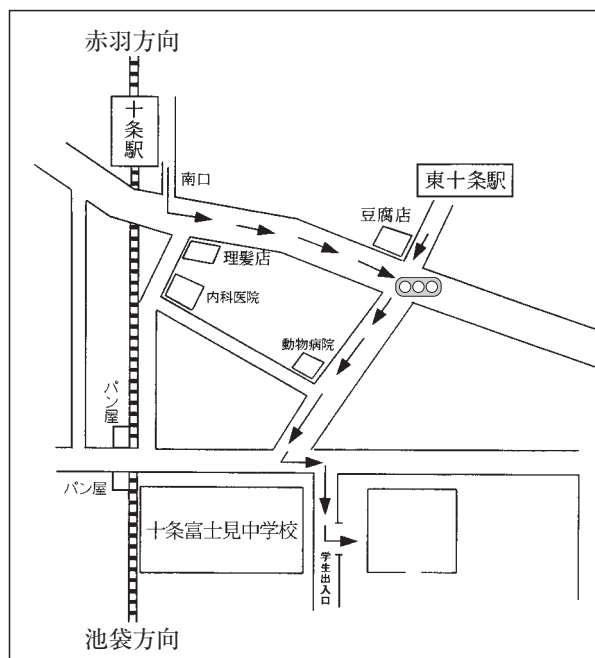 赤羽方向
十条駅
南口
東十条駅
豆腐店
理髪店
内科医院
動物病院
パン屋
パン屋
十条富士見中学校
学生出入口
池袋方向